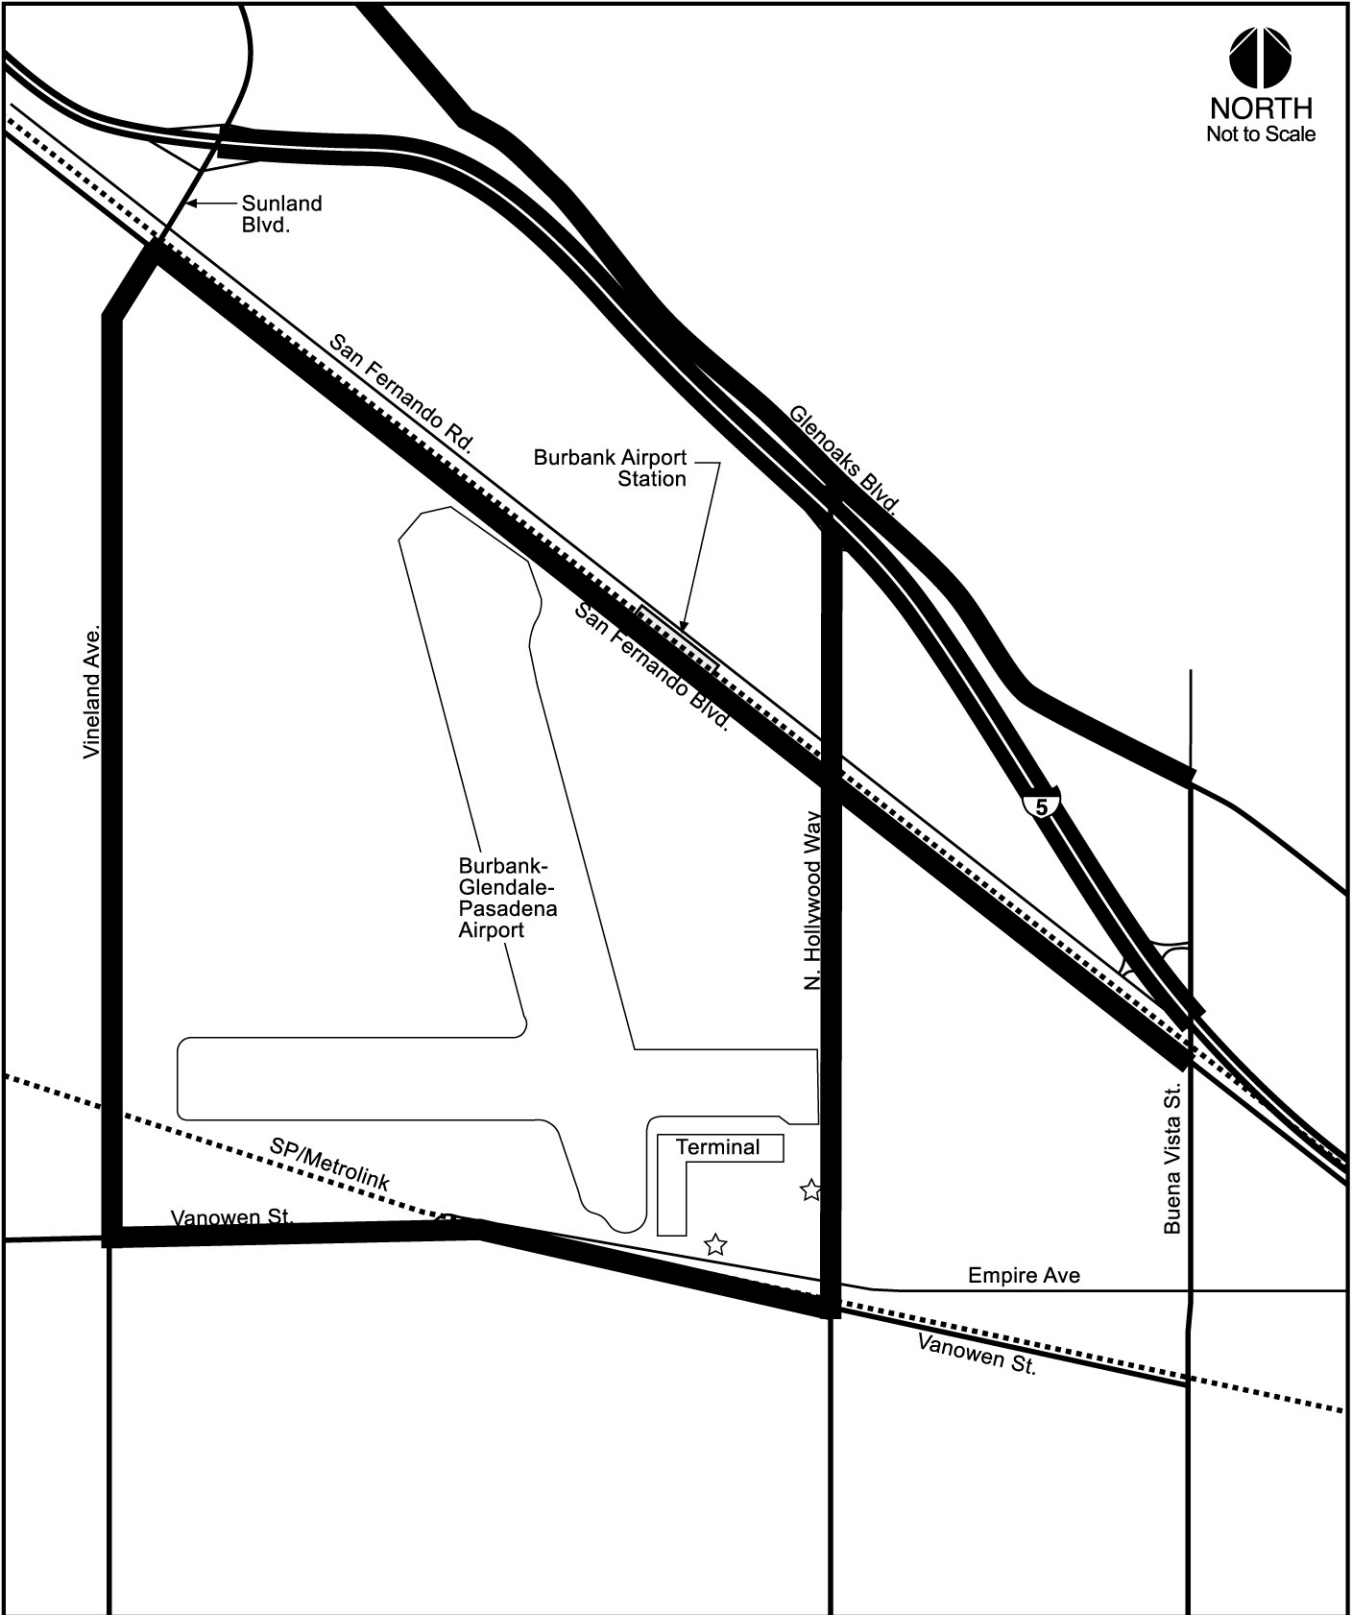 NORTH
Not to Scale
Sunland
Blvd.
San Fernando Rd.
Glenoaks Blvd.
Burbank Airport
Station
San Fernando Blvd.
Vineland Ave.
5
N. Hollywood Way
Burbank-
Glendale-
Pasadena
Airport
Buena Vista St.
Terminal
SP/Metrolink
Vanowen St.
Empire Ave
Vanowen St.